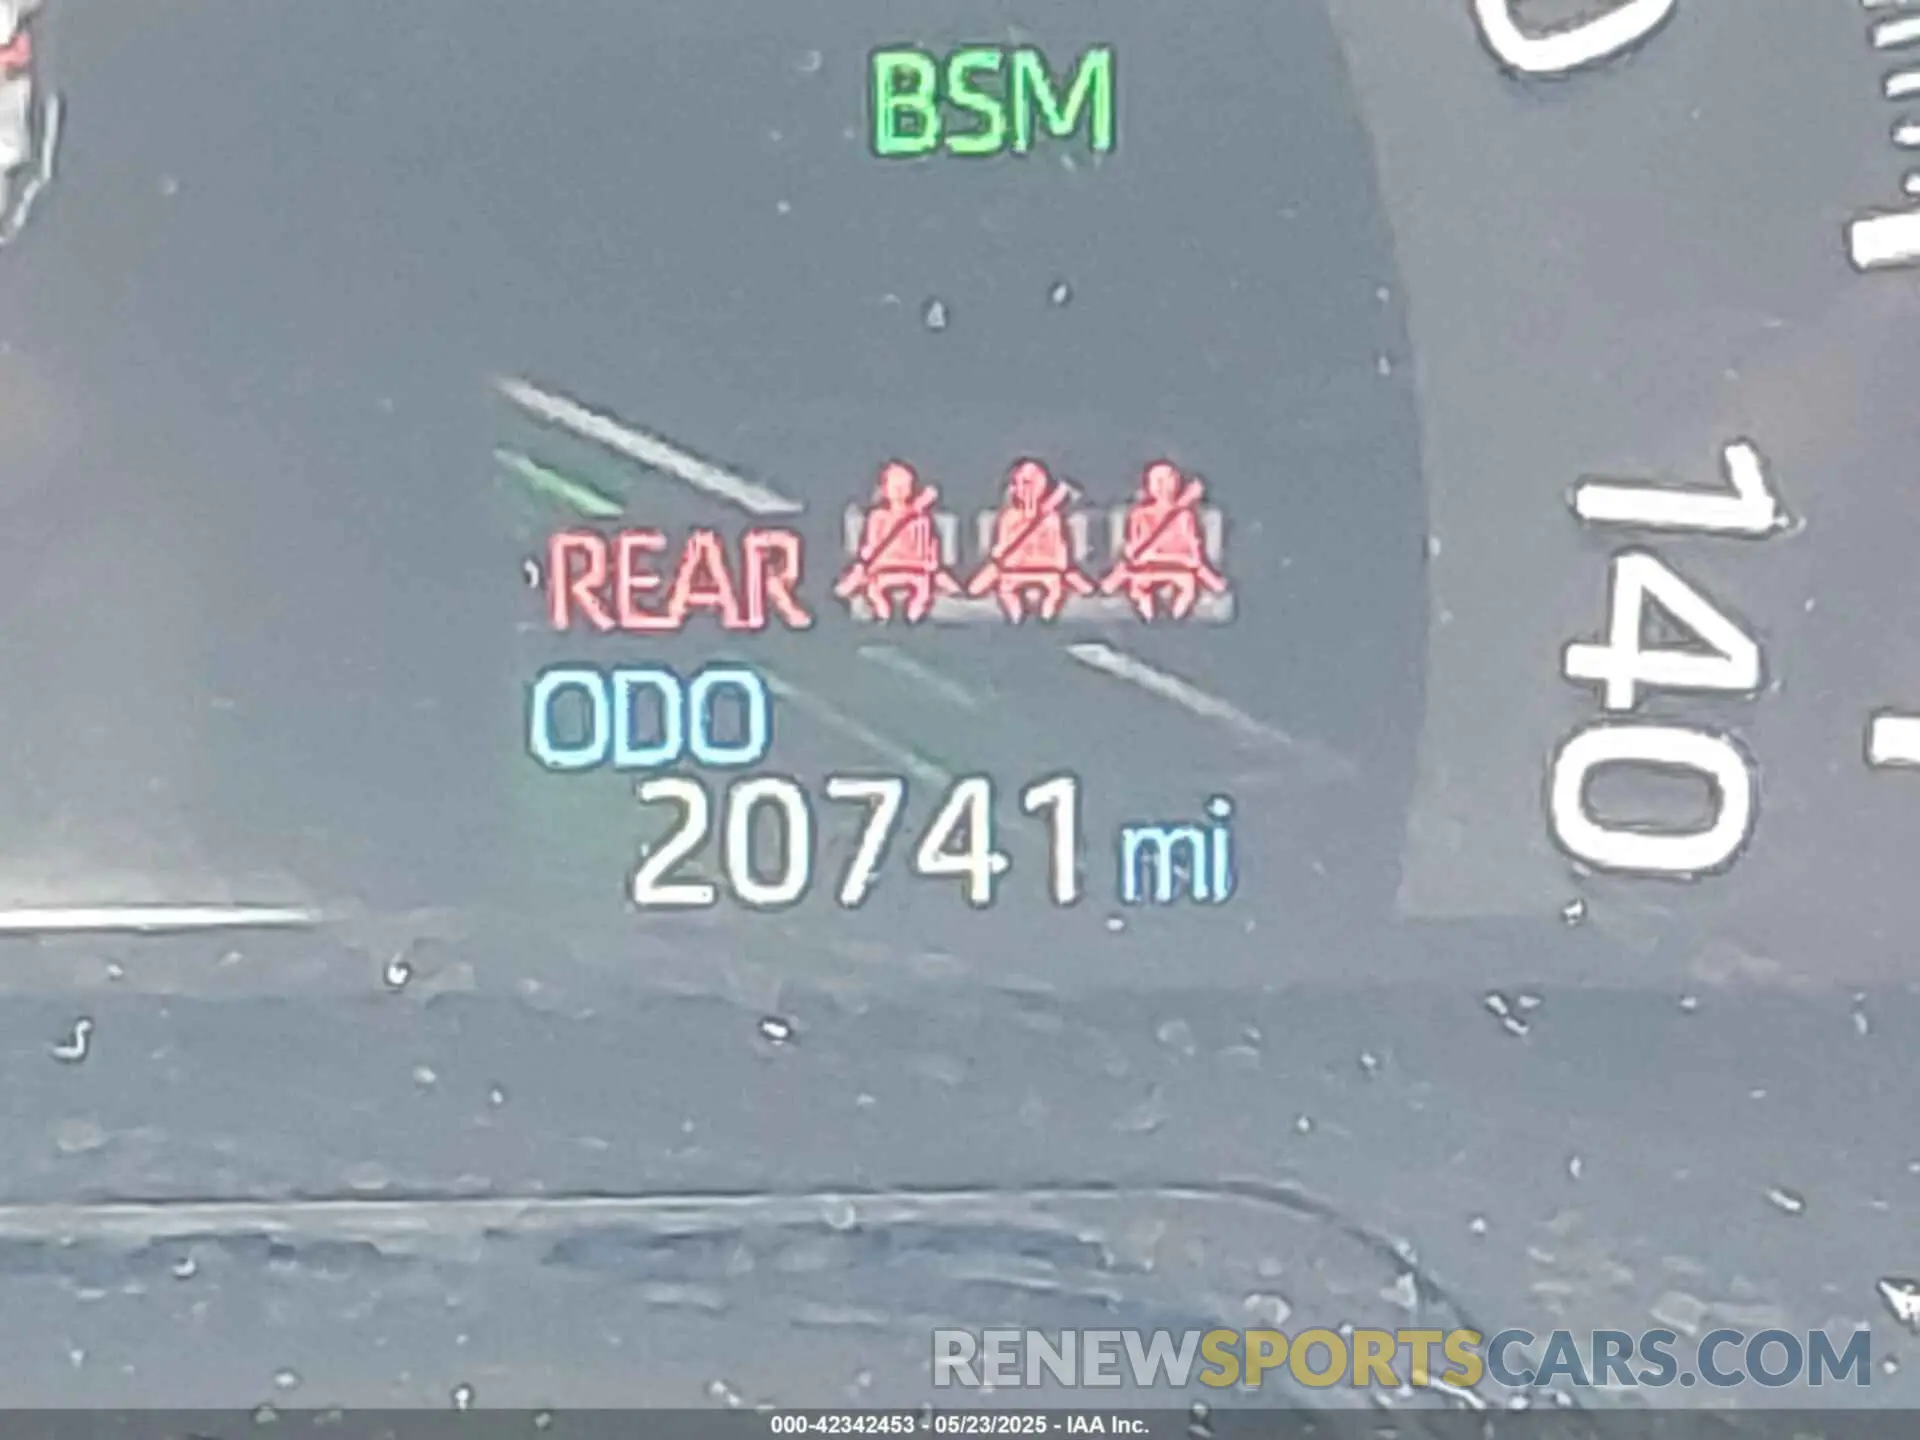 BSM
REAR
ODO
20741 mi
140
RENEWSPORTSCARS.COM
000-42342453 - 05/23/2025 - IAA Inc.